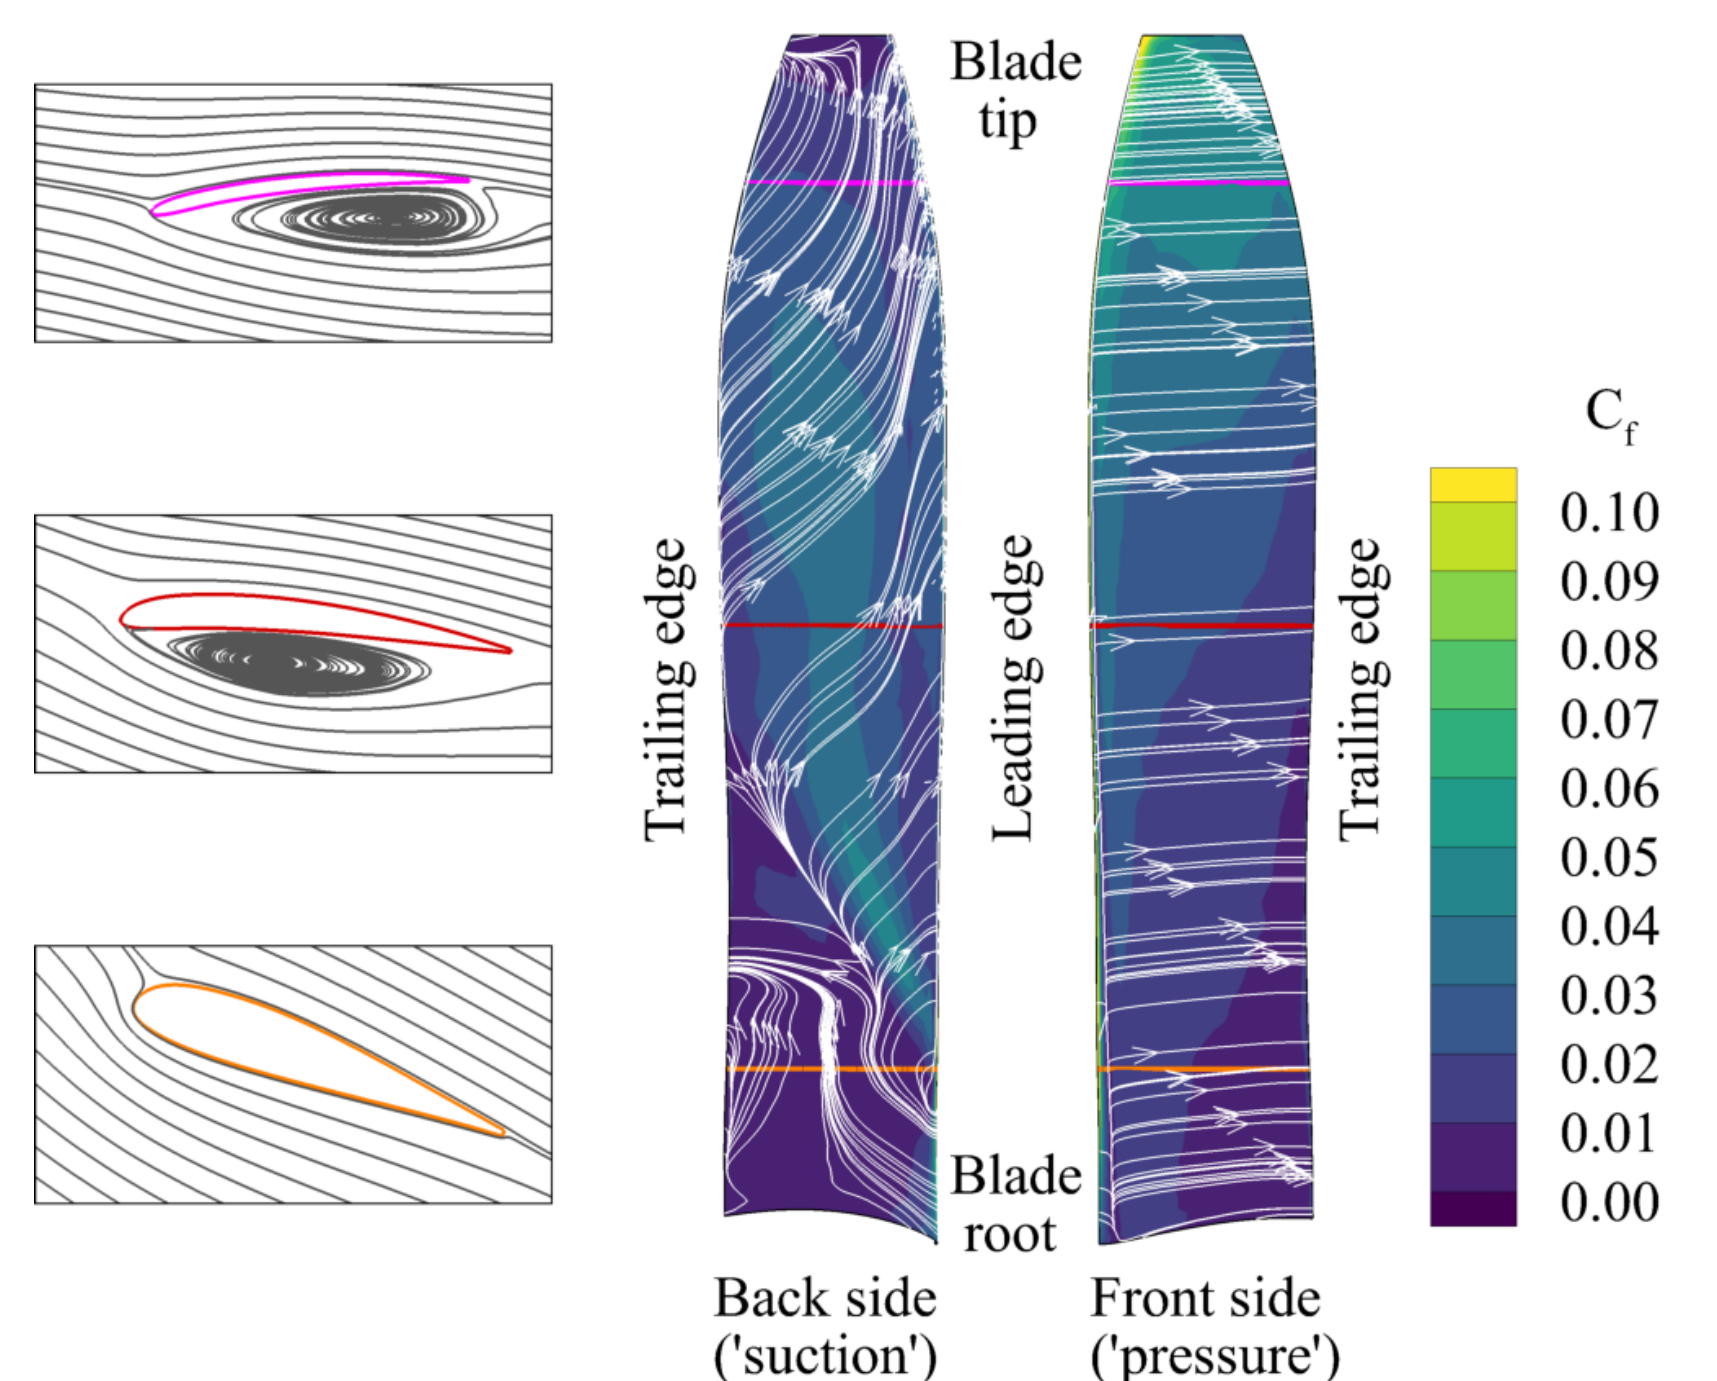 Blade
tip
Trailing edge
Leading edge
Trailing edge
Blade
root
Back side
('suction')
Front side
('pressure')
Cf
0.10
0.09
0.08
0.07
0.06
0.05
0.04
0.03
0.02
0.01
0.00